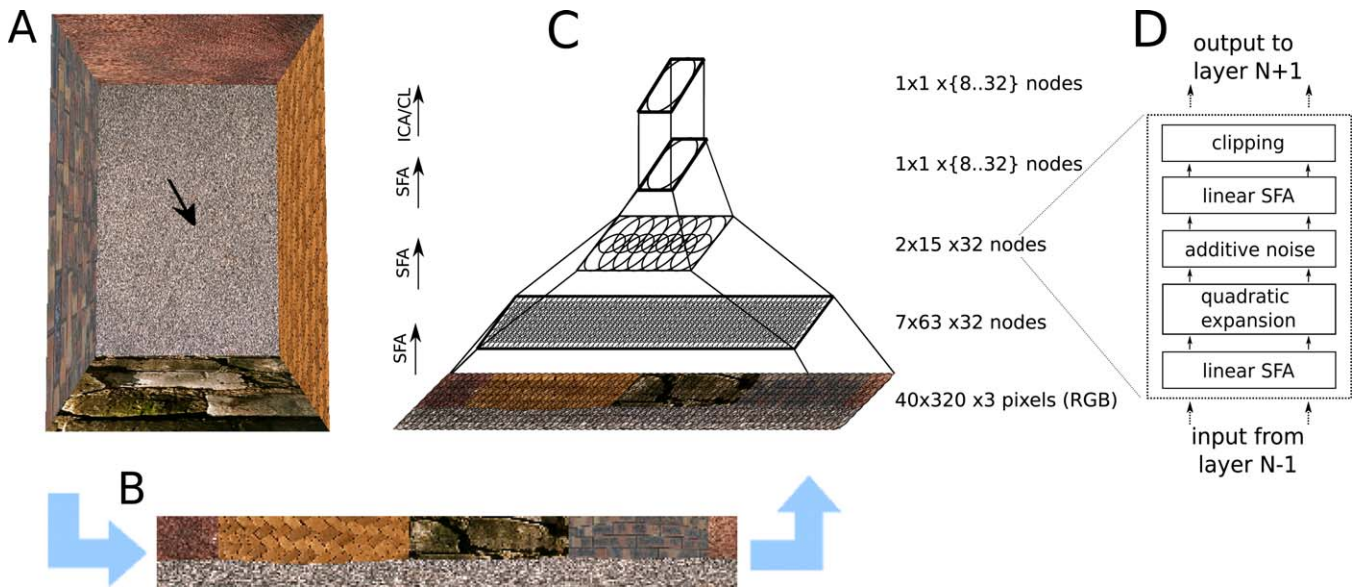 A
C
D
B
ICA/CL
SFA
SFA
SFA
1x1 x{8..32} nodes
1x1 x{8..32} nodes
2x15 x32 nodes
7x63 x32 nodes
40x320 x3 pixels (RGB)
output to
layer N+1
clipping
linear SFA
additive noise
quadratic
expansion
linear SFA
input from
layer N-1